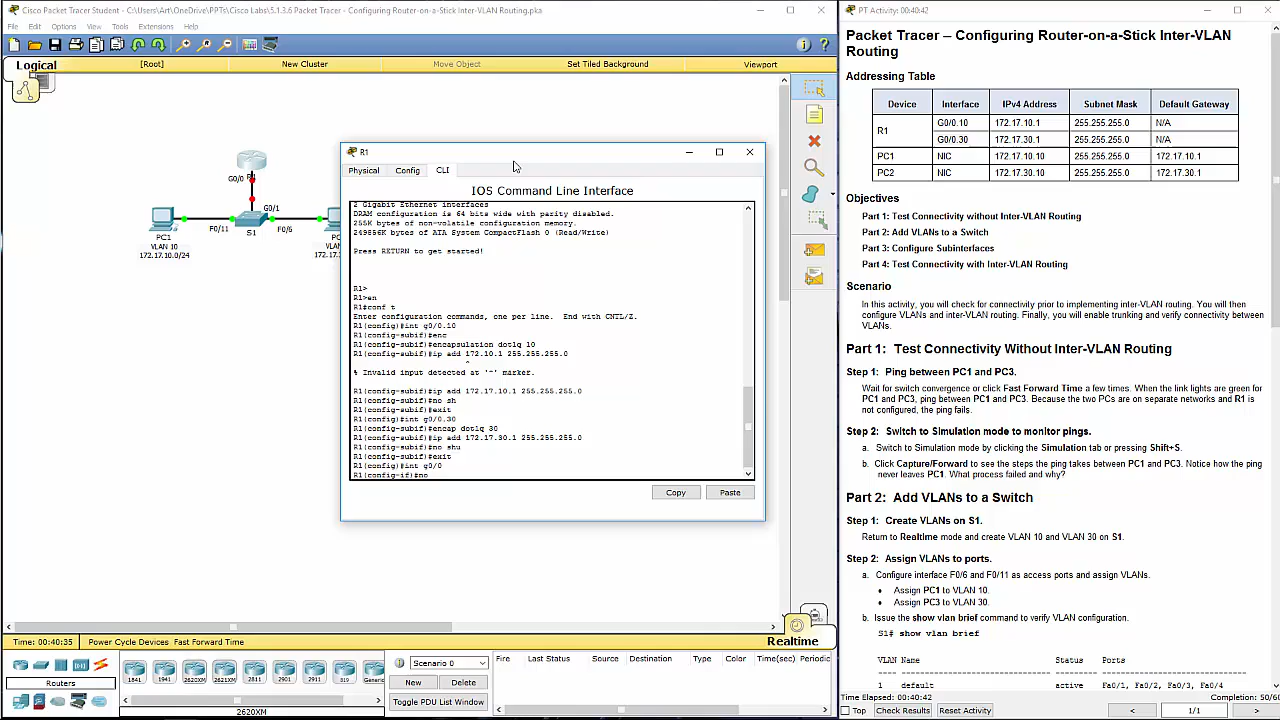 Cisco Packet Tracer Student - C:\Users\Art\OneDrive\PPTs\Cisco Labs\5.1.3.6 Packet Tracer - Configuring Router-on-a-Stick Inter-VLAN Routing.pka
File Edit Options View Tools Extensions Help
Logical [Root] New Cluster Move Object Set Tiled Background Viewport
G0/0
G0/1
F0/11 S1 F0/6
PC1
VLAN 10
172.17.10.0/24
R1
Physical Config CLI
IOS Command Line Interface
2 Gigabit Ethernet interfaces
DRAM configuration is 64 bits wide with parity disabled.
255K bytes of non-volatile configuration memory.
249856K bytes of ATA System CompactFlash 0 (Read/Write)
Press RETURN to get started!
R1>
R1>en
R1#conf t
Enter configuration commands, one per line.  End with CNTL/Z.
R1(config)#int g0/0.10
R1(config-subif)#enc
R1(config-subif)#encapsulation dot1q 10
R1(config-subif)#ip add 172.10.1 255.255.255.0
^
% Invalid input detected at '^' marker.
R1(config-subif)#ip add 172.17.10.1 255.255.255.0
R1(config-subif)#no sh
R1(config-subif)#exit
R1(config)#int g0/0.30
R1(config-subif)#encap dot1q 30
R1(config-subif)#ip add 172.17.30.1 255.255.255.0
R1(config-subif)#no shu
R1(config-subif)#exit
R1(config)#int g0/0
R1(config-if)#no
Copy Paste
Time: 00:40:35 Power Cycle Devices Fast Forward Time Realtime
Routers
1841 1941 2620XM 2621XM 2811 2901 2911 819 Generic
2620XM
Scenario 0
New Delete
Toggle PDU List Window
Fire Last Status Source Destination Type Color Time(sec) Periodic
PT Activity: 00:40:42
Packet Tracer – Configuring Router-on-a-Stick Inter-VLAN
Routing
Addressing Table
Device Interface IPv4 Address Subnet Mask Default Gateway
R1 G0/0.10 172.17.10.1 255.255.255.0 N/A
G0/0.30 172.17.30.1 255.255.255.0 N/A
PC1 NIC 172.17.10.10 255.255.255.0 172.17.10.1
PC2 NIC 172.17.30.10 255.255.255.0 172.17.30.1
Objectives
Part 1: Test Connectivity without Inter-VLAN Routing
Part 2: Add VLANs to a Switch
Part 3: Configure Subinterfaces
Part 4: Test Connectivity with Inter-VLAN Routing
Scenario
In this activity, you will check for connectivity prior to implementing inter-VLAN routing. You will then
configure VLANs and inter-VLAN routing. Finally, you will enable trunking and verify connectivity between
VLANs.
Part 1: Test Connectivity Without Inter-VLAN Routing
Step 1: Ping between PC1 and PC3.
Wait for switch convergence or click Fast Forward Time a few times. When the link lights are green for
PC1 and PC3, ping between PC1 and PC3. Because the two PCs are on separate networks and R1 is
not configured, the ping fails.
Step 2: Switch to Simulation mode to monitor pings.
a. Switch to Simulation mode by clicking the Simulation tab or pressing Shift+S.
b. Click Capture/Forward to see the steps the ping takes between PC1 and PC3. Notice how the ping
never leaves PC1. What process failed and why?
Part 2: Add VLANs to a Switch
Step 1: Create VLANs on S1.
Return to Realtime mode and create VLAN 10 and VLAN 30 on S1.
Step 2: Assign VLANs to ports.
a. Configure interface F0/6 and F0/11 as access ports and assign VLANs.
• Assign PC1 to VLAN 10.
• Assign PC3 to VLAN 30.
b. Issue the show vlan brief command to verify VLAN configuration.
S1# show vlan brief
VLAN Name Status Ports
1 default active Fa0/1, Fa0/2, Fa0/3, Fa0/4
Time Elapsed: 00:40:42 Completion: 50/60
Top Check Results Reset Activity < 1/1 >